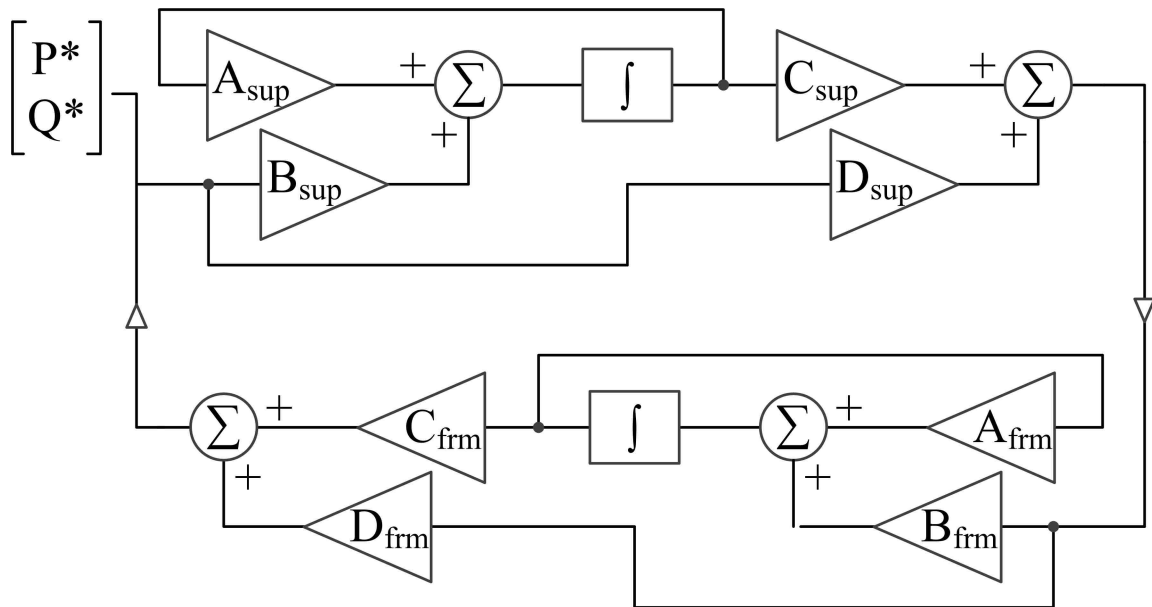 P*
Q*
A_sup
+
Σ
+
∫
C_sup
+
Σ
+
B_sup
D_sup
Σ
+
+
C_frm
∫
Σ
+
+
A_frm
D_frm
B_frm